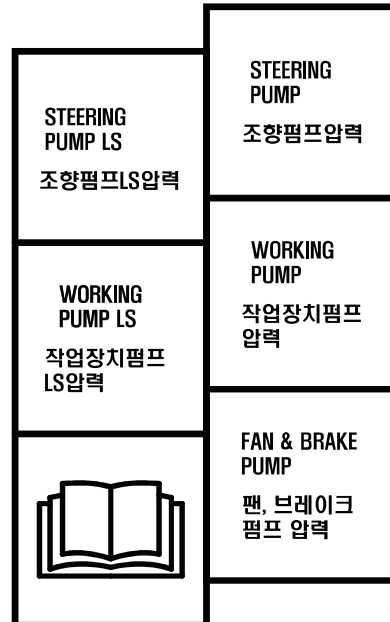 STEERING
PUMP LS
조향펌프LS압력
WORKING
PUMP LS
작업장치펌프
LS압력
STEERING
PUMP
조향펌프압력
WORKING
PUMP
작업장치펌프
압력
FAN & BRAKE
PUMP
팬, 브레이크
펌프 압력